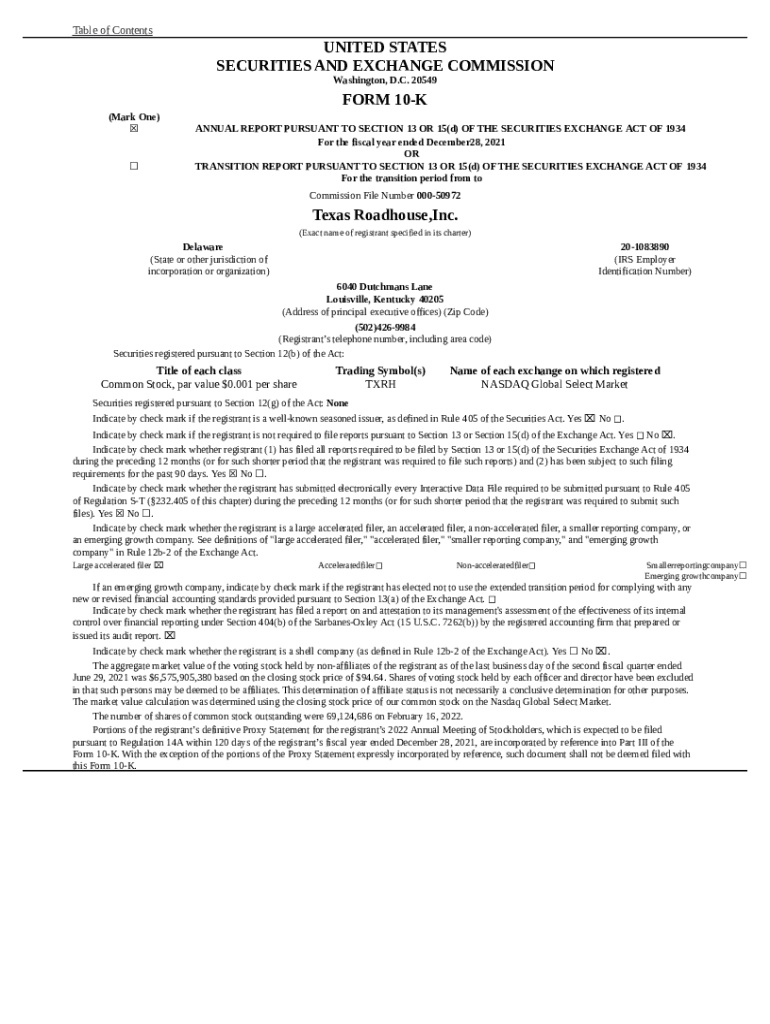 Table of Contents
UNITED STATES
SECURITIES AND EXCHANGE COMMISSION
Washington, D.C. 20549
FORM 10-K
(Mark One)
☒ ANNUAL REPORT PURSUANT TO SECTION 13 OR 15(d) OF THE SECURITIES EXCHANGE ACT OF 1934
For the fiscal year ended December28, 2021
OR
☐ TRANSITION REPORT PURSUANT TO SECTION 13 OR 15(d) OF THE SECURITIES EXCHANGE ACT OF 1934
For the transition period from to
Commission File Number 000-50972
Texas Roadhouse,Inc.
(Exact name of registrant specified in its charter)
Delaware 20-1083890
(State or other jurisdiction of (IRS Employer
incorporation or organization) Identification Number)
6040 Dutchmans Lane
Louisville, Kentucky 40205
(Address of principal executive offices) (Zip Code)
(502)426-9984
(Registrant's telephone number, including area code)
Securities registered pursuant to Section 12(b) of the Act:
Title of each class Trading Symbol(s) Name of each exchange on which registered
Common Stock, par value $0.001 per share TXRH NASDAQ Global Select Market
Securities registered pursuant to Section 12(g) of the Act: None
Indicate by check mark if the registrant is a well-known seasoned issuer, as defined in Rule 405 of the Securities Act. Yes ☒ No ☐.
Indicate by check mark if the registrant is not required to file reports pursuant to Section 13 or Section 15(d) of the Exchange Act. Yes ☐ No ☒.
Indicate by check mark whether registrant (1) has filed all reports required to be filed by Section 13 or 15(d) of the Securities Exchange Act of 1934
during the preceding 12 months (or for such shorter period that the registrant was required to file such reports) and (2) has been subject to such filing
requirements for the past 90 days. Yes ☒ No ☐.
Indicate by check mark whether the registrant has submitted electronically every Interactive Data File required to be submitted pursuant to Rule 405
of Regulation S-T (§232.405 of this chapter) during the preceding 12 months (or for such shorter period that the registrant was required to submit such
files). Yes ☒ No ☐.
Indicate by check mark whether the registrant is a large accelerated filer, an accelerated filer, a non-accelerated filer, a smaller reporting company, or
an emerging growth company. See definitions of "large accelerated filer," "accelerated filer," "smaller reporting company," and "emerging growth
company" in Rule 12b-2 of the Exchange Act.
Large accelerated filer ☒ Acceleratedfiler☐ Non-acceleratedfiler☐ Smallerreportingcompany☐
Emerging growthcompany☐
If an emerging growth company, indicate by check mark if the registrant has elected not to use the extended transition period for complying with any
new or revised financial accounting standards provided pursuant to Section 13(a) of the Exchange Act. ☐
Indicate by check mark whether the registrant has filed a report on and attestation to its management's assessment of the effectiveness of its internal
control over financial reporting under Section 404(b) of the Sarbanes-Oxley Act (15 U.S.C. 7262(b)) by the registered accounting firm that prepared or
issued its audit report. ☒
Indicate by check mark whether the registrant is a shell company (as defined in Rule 12b-2 of the Exchange Act). Yes ☐ No ☒.
The aggregate market value of the voting stock held by non-affiliates of the registrant as of the last business day of the second fiscal quarter ended
June 29, 2021 was $6,575,905,380 based on the closing stock price of $94.64. Shares of voting stock held by each officer and director have been excluded
in that such persons may be deemed to be affiliates. This determination of affiliate status is not necessarily a conclusive determination for other purposes.
The market value calculation was determined using the closing stock price of our common stock on the Nasdaq Global Select Market.
The number of shares of common stock outstanding were 69,124,686 on February 16, 2022.
Portions of the registrant's definitive Proxy Statement for the registrant's 2022 Annual Meeting of Stockholders, which is expected to be filed
pursuant to Regulation 14A within 120 days of the registrant's fiscal year ended December 28, 2021, are incorporated by reference into Part III of the
Form 10-K. With the exception of the portions of the Proxy Statement expressly incorporated by reference, such document shall not be deemed filed with
this Form 10-K.